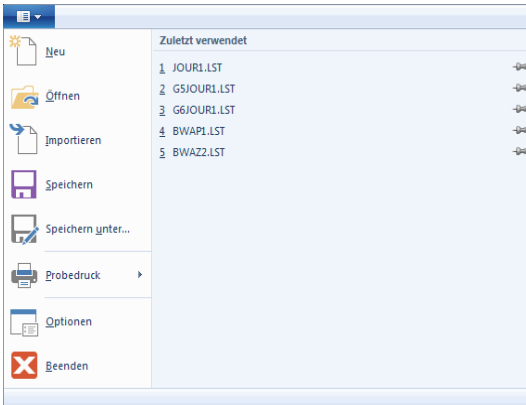 Neu
Öffnen
Importieren
Speichern
Speichern unter...
Probedruck
Optionen
Beenden
Zuletzt verwendet
1 JOUR1.LST
2 G5JOUR1.LST
3 G6JOUR1.LST
4 BWAP1.LST
5 BWAZ2.LST